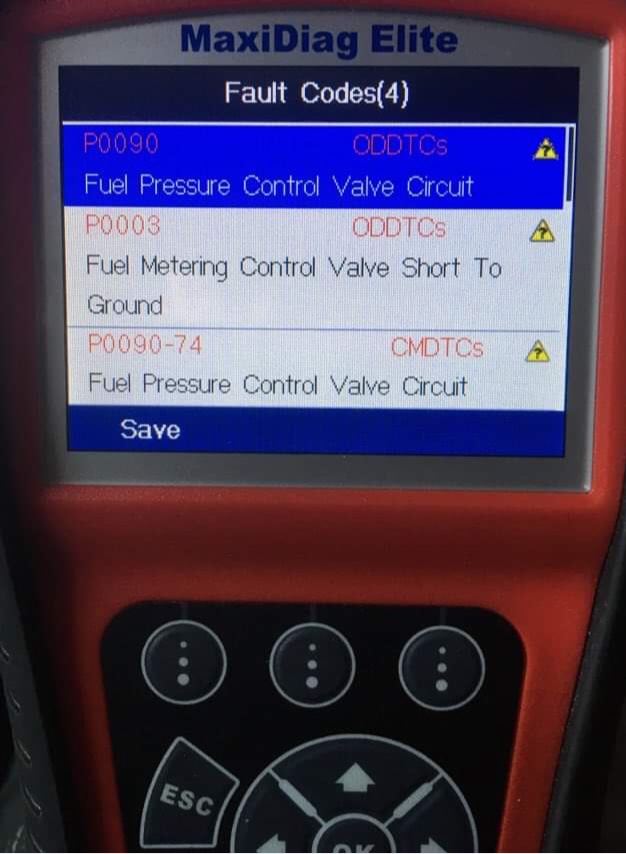 MaxiDiag Elite
Fault Codes(4)
P0090 ODDTCs
Fuel Pressure Control Valve Circuit
P0003 ODDTCs
Fuel Metering Control Valve Short To
Ground
P0090-74 CMDTCs
Fuel Pressure Control Valve Circuit
Save
ESC
OK